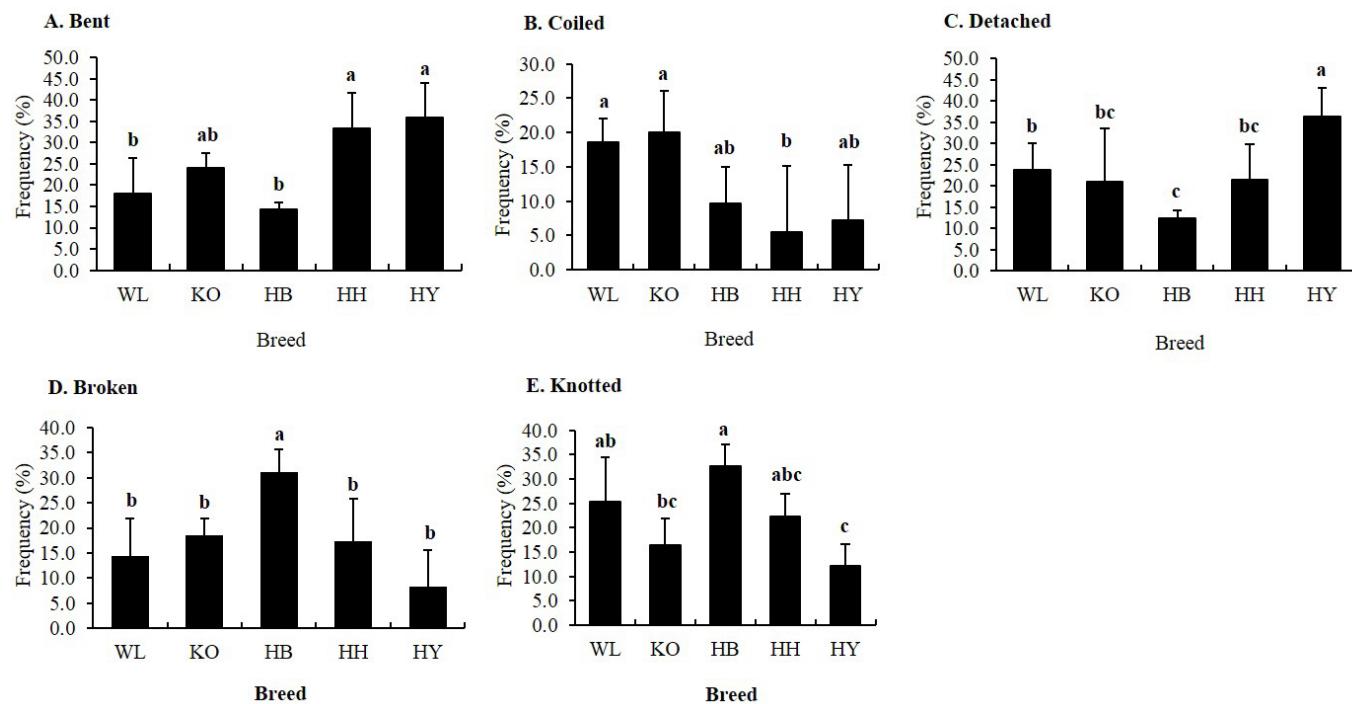 A. Bent
50.0
45.0
40.0
35.0
30.0
25.0
20.0
15.0
10.0
5.0
0.0
Frequency (%)
b
ab
b
a
a
WL KO HB HH HY
Breed
B. Coiled
30.0
25.0
20.0
15.0
10.0
5.0
0.0
Frequency (%)
a
a
ab
b
ab
WL KO HB HH HY
Breed
C. Detached
50.0
45.0
40.0
35.0
30.0
25.0
20.0
15.0
10.0
5.0
0.0
Frequency (%)
b
bc
c
bc
a
WL KO HB HH HY
Breed
D. Broken
40.0
35.0
30.0
25.0
20.0
15.0
10.0
5.0
0.0
Frequency (%)
b
b
a
b
b
WL KO HB HH HY
Breed
E. Knotted
40.0
35.0
30.0
25.0
20.0
15.0
10.0
5.0
0.0
Frequency (%)
ab
bc
a
abc
c
WL KO HB HH HY
Breed